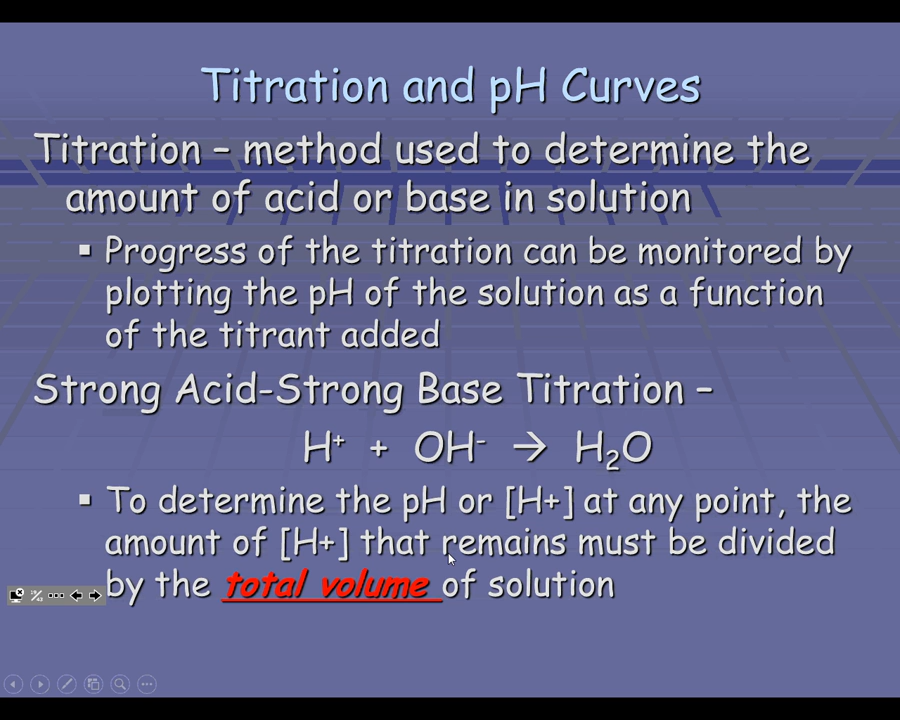 Titration and pH Curves
Titration – method used to determine the
amount of acid or base in solution
▪ Progress of the titration can be monitored by
plotting the pH of the solution as a function
of the titrant added
Strong Acid-Strong Base Titration –
H⁺ + OH⁻ → H₂O
▪ To determine the pH or [H+] at any point, the
amount of [H+] that remains must be divided
by the total volume of solution